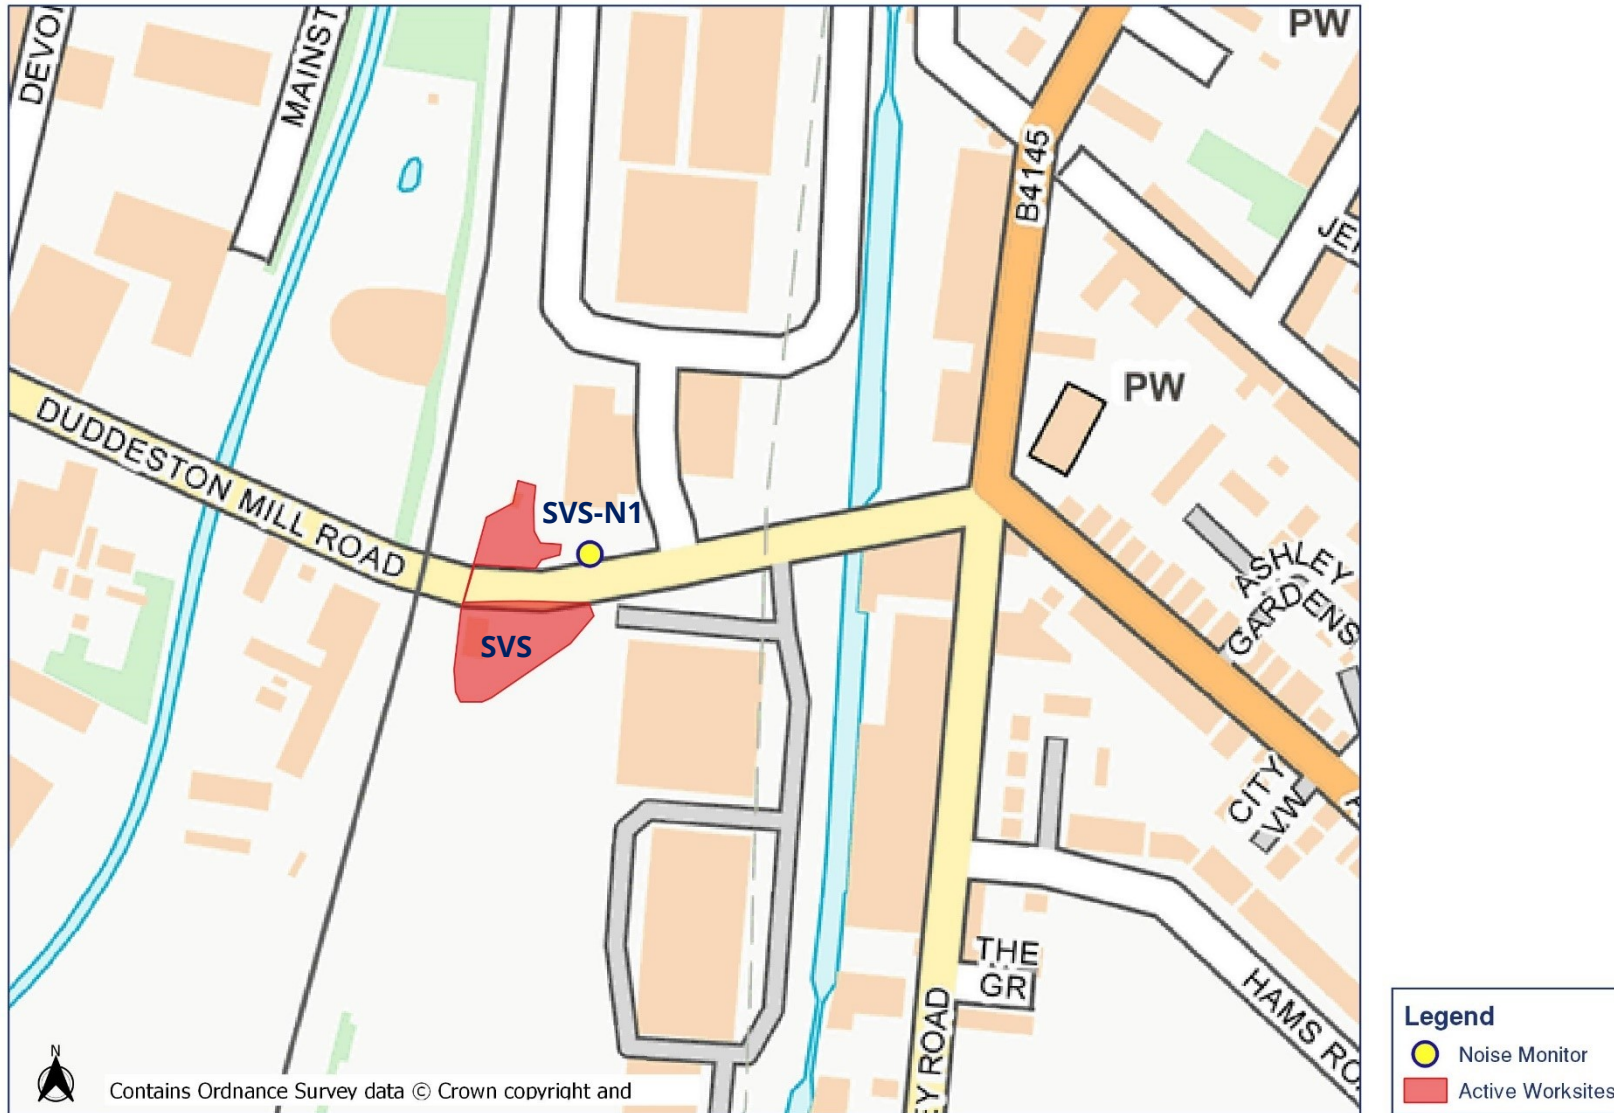 DEVO
MAINST
PW
B4145
JE
PW
DUDDESTON MILL ROAD
SVS-N1
SVS
ASHLEY
GARDENS
CITY
VW
THE
GR
HAMS RO
EY ROAD
N
Contains Ordnance Survey data © Crown copyright and
Legend
Noise Monitor
Active Worksites